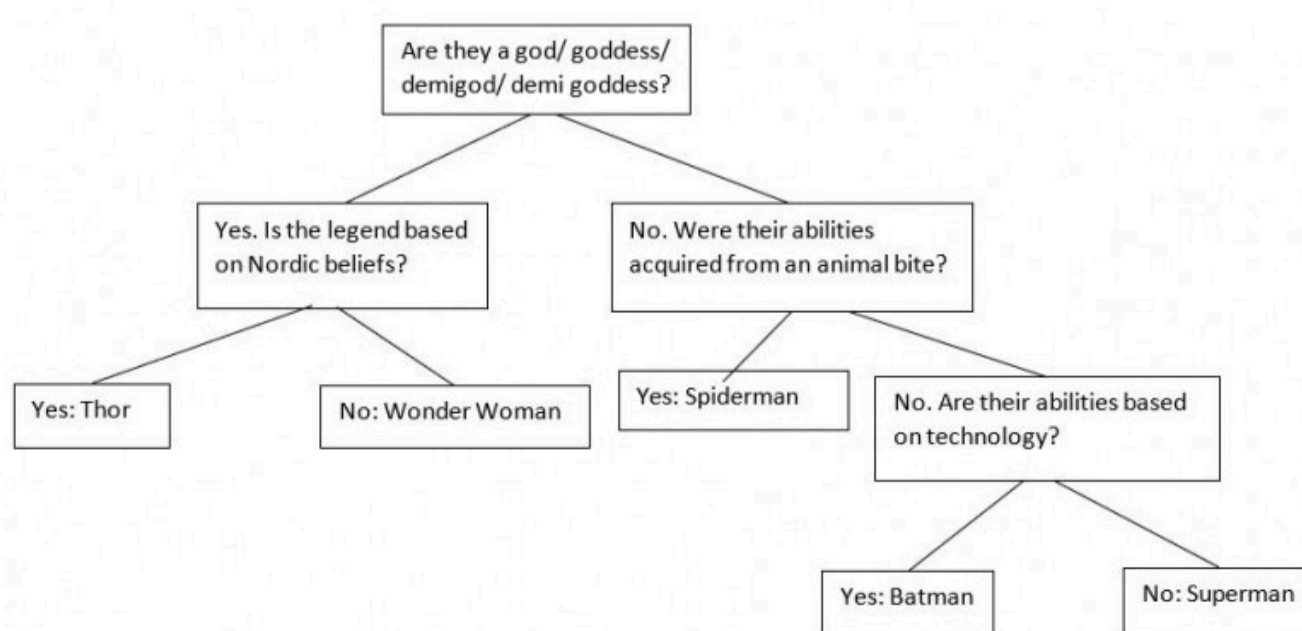 Are they a god/ goddess/
demigod/ demi goddess?
Yes. Is the legend based
on Nordic beliefs?
No. Were their abilities
acquired from an animal bite?
Yes: Thor
No: Wonder Woman
Yes: Spiderman
No. Are their abilities based
on technology?
Yes: Batman
No: Superman